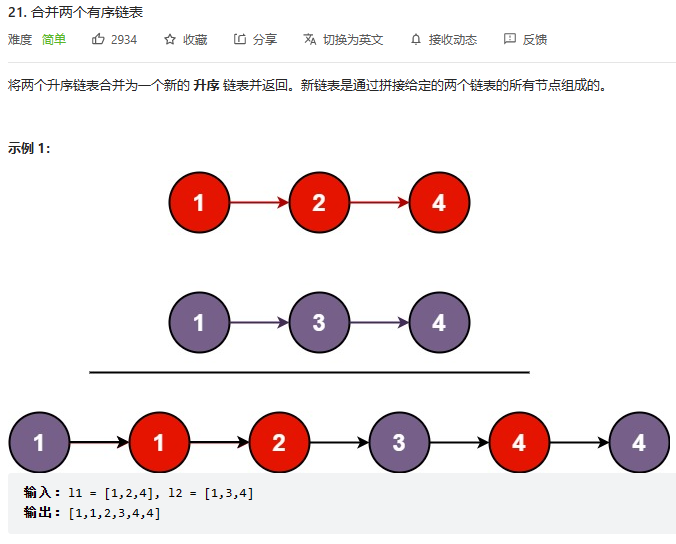 21. 合并两个有序链表
难度 简单 2934 收藏 分享 切换为英文 接收动态 反馈
将两个升序链表合并为一个新的 升序 链表并返回。新链表是通过拼接给定的两个链表的所有节点组成的。
示例 1:
1 2 4
1 3 4
1 1 2 3 4 4
输入:l1 = [1,2,4], l2 = [1,3,4]
输出:[1,1,2,3,4,4]